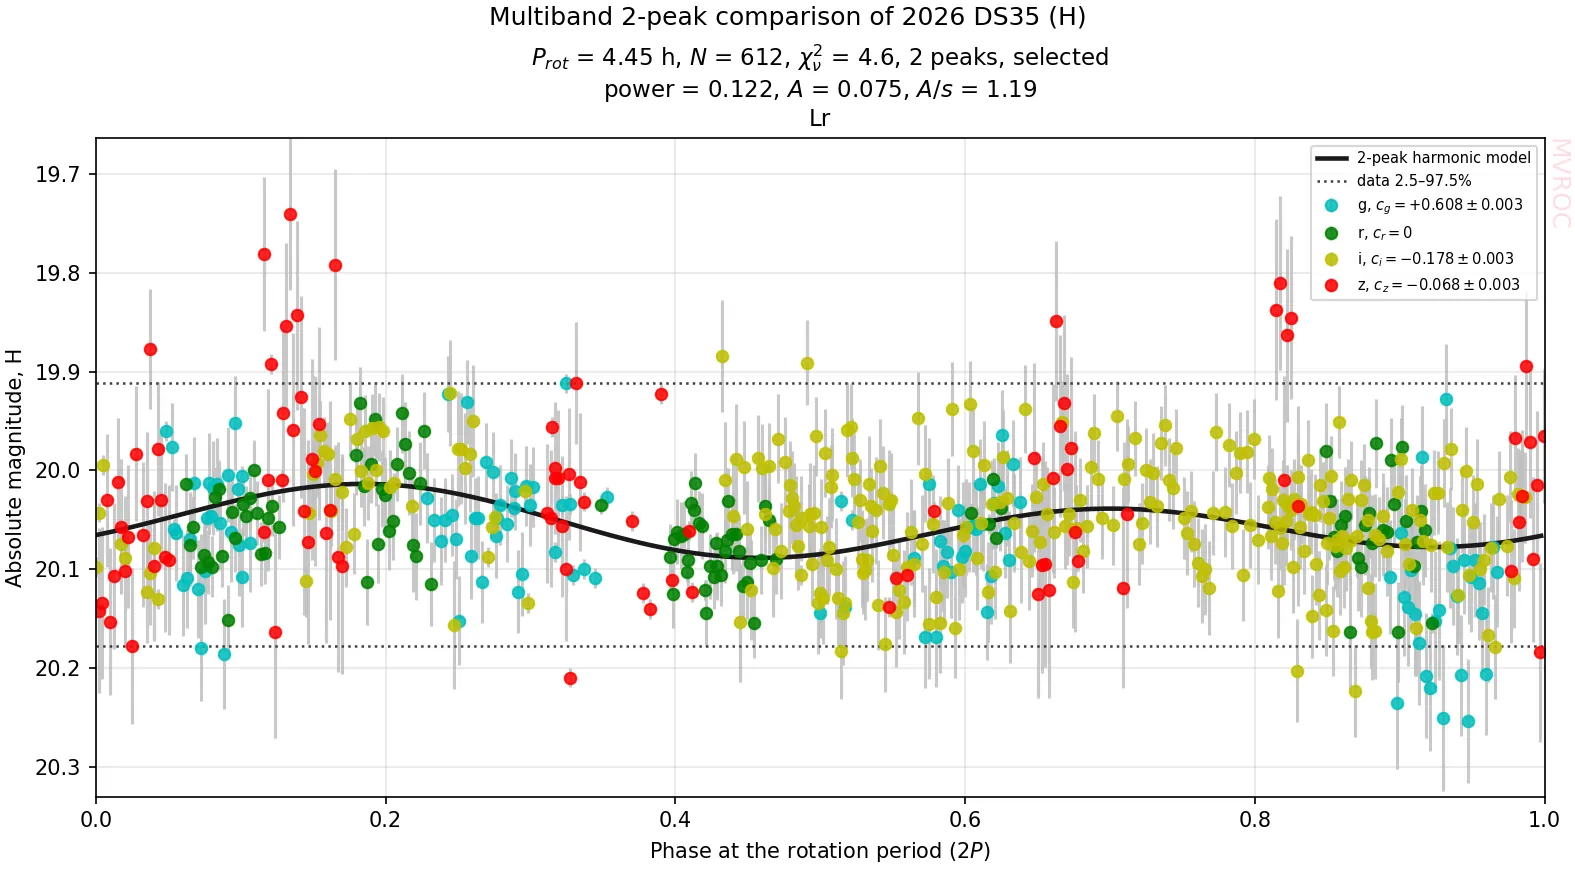 Multiband 2-peak comparison of 2026 DS35 (H)
P_rot = 4.45 h, N = 612, χ²_ν = 4.6, 2 peaks, selected
power = 0.122, A = 0.075, A/s = 1.19
Lr
2-peak harmonic model
data 2.5–97.5%
g, c_g = +0.608 ± 0.003
r, c_r = 0
i, c_i = −0.178 ± 0.003
z, c_z = −0.068 ± 0.003
MVROC
Absolute magnitude, H
19.7
19.8
19.9
20.0
20.1
20.2
20.3
0.0 0.2 0.4 0.6 0.8 1.0
Phase at the rotation period (2P)